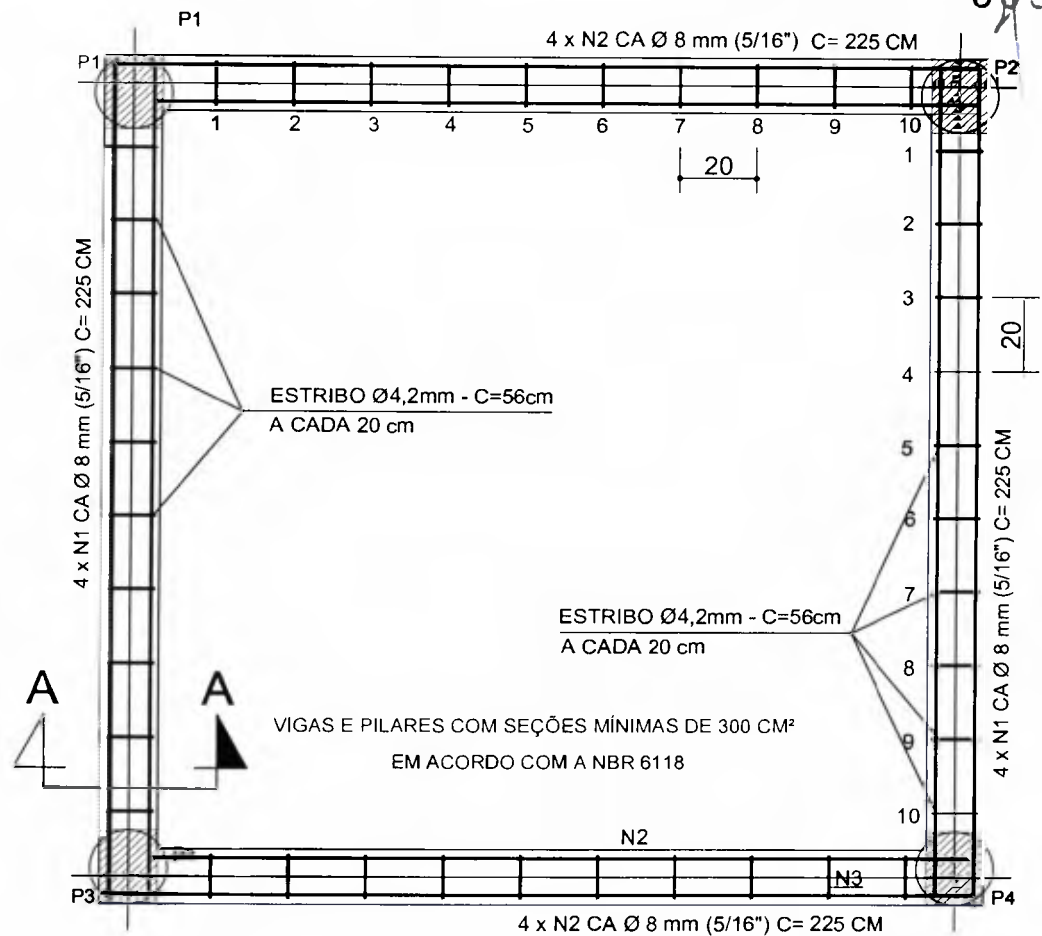 P1
4 x N2 CA Ø 8 mm (5/16") C= 225 CM
P1
P2
1 2 3 4 5 6 7 8 9 10
20
1
2
3
20
4
5
6
7
8
9
10
4 x N1 CA Ø 8 mm (5/16") C= 225 CM
ESTRIBO Ø4,2mm - C=56cm
A CADA 20 cm
4 x N1 CA Ø 8 mm (5/16") C= 225 CM
ESTRIBO Ø4,2mm - C=56cm
A CADA 20 cm
A A
VIGAS E PILARES COM SEÇÕES MÍNIMAS DE 300 CM²
EM ACORDO COM A NBR 6118
N2
N3
P3
P4
4 x N2 CA Ø 8 mm (5/16") C= 225 CM